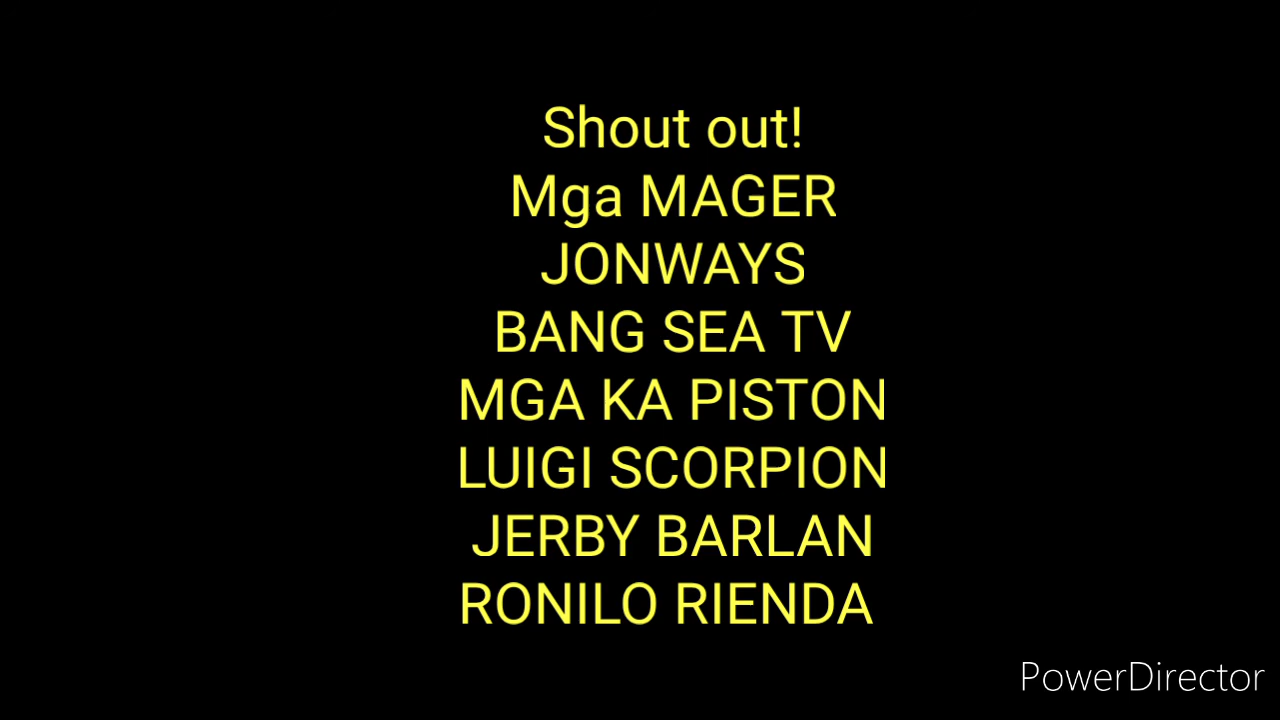 Shout out!
Mga MAGER
JONWAYS
BANG SEA TV
MGA KA PISTON
LUIGI SCORPION
JERBY BARLAN
RONILO RIENDA
PowerDirector